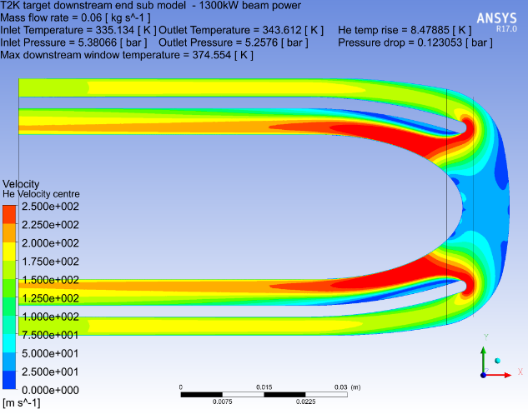 T2K target downstream end sub model - 1300kW beam power
Mass flow rate = 0.06 [ kg s^-1]
Inlet Temperature = 335.134 [ K ] Outlet Temperature = 343.612 [ K ] He temp rise = 8.47885 [ K ]
Inlet Pressure = 5.38066 [ bar ] Outlet Pressure = 5.2576 [ bar ] Pressure drop = 0.123053 [ bar ]
Max downstream window temperature = 374.554 [ K ]
ANSYS
R17.0
Velocity
He Velocity centre
2.500e+002
2.250e+002
2.000e+002
1.750e+002
1.500e+002
1.250e+002
1.000e+002
7.500e+001
5.000e+001
2.500e+001
0.000e+000
[m s^-1]
0 0.015 0.03 (m)
0.0075 0.0225
Y
X